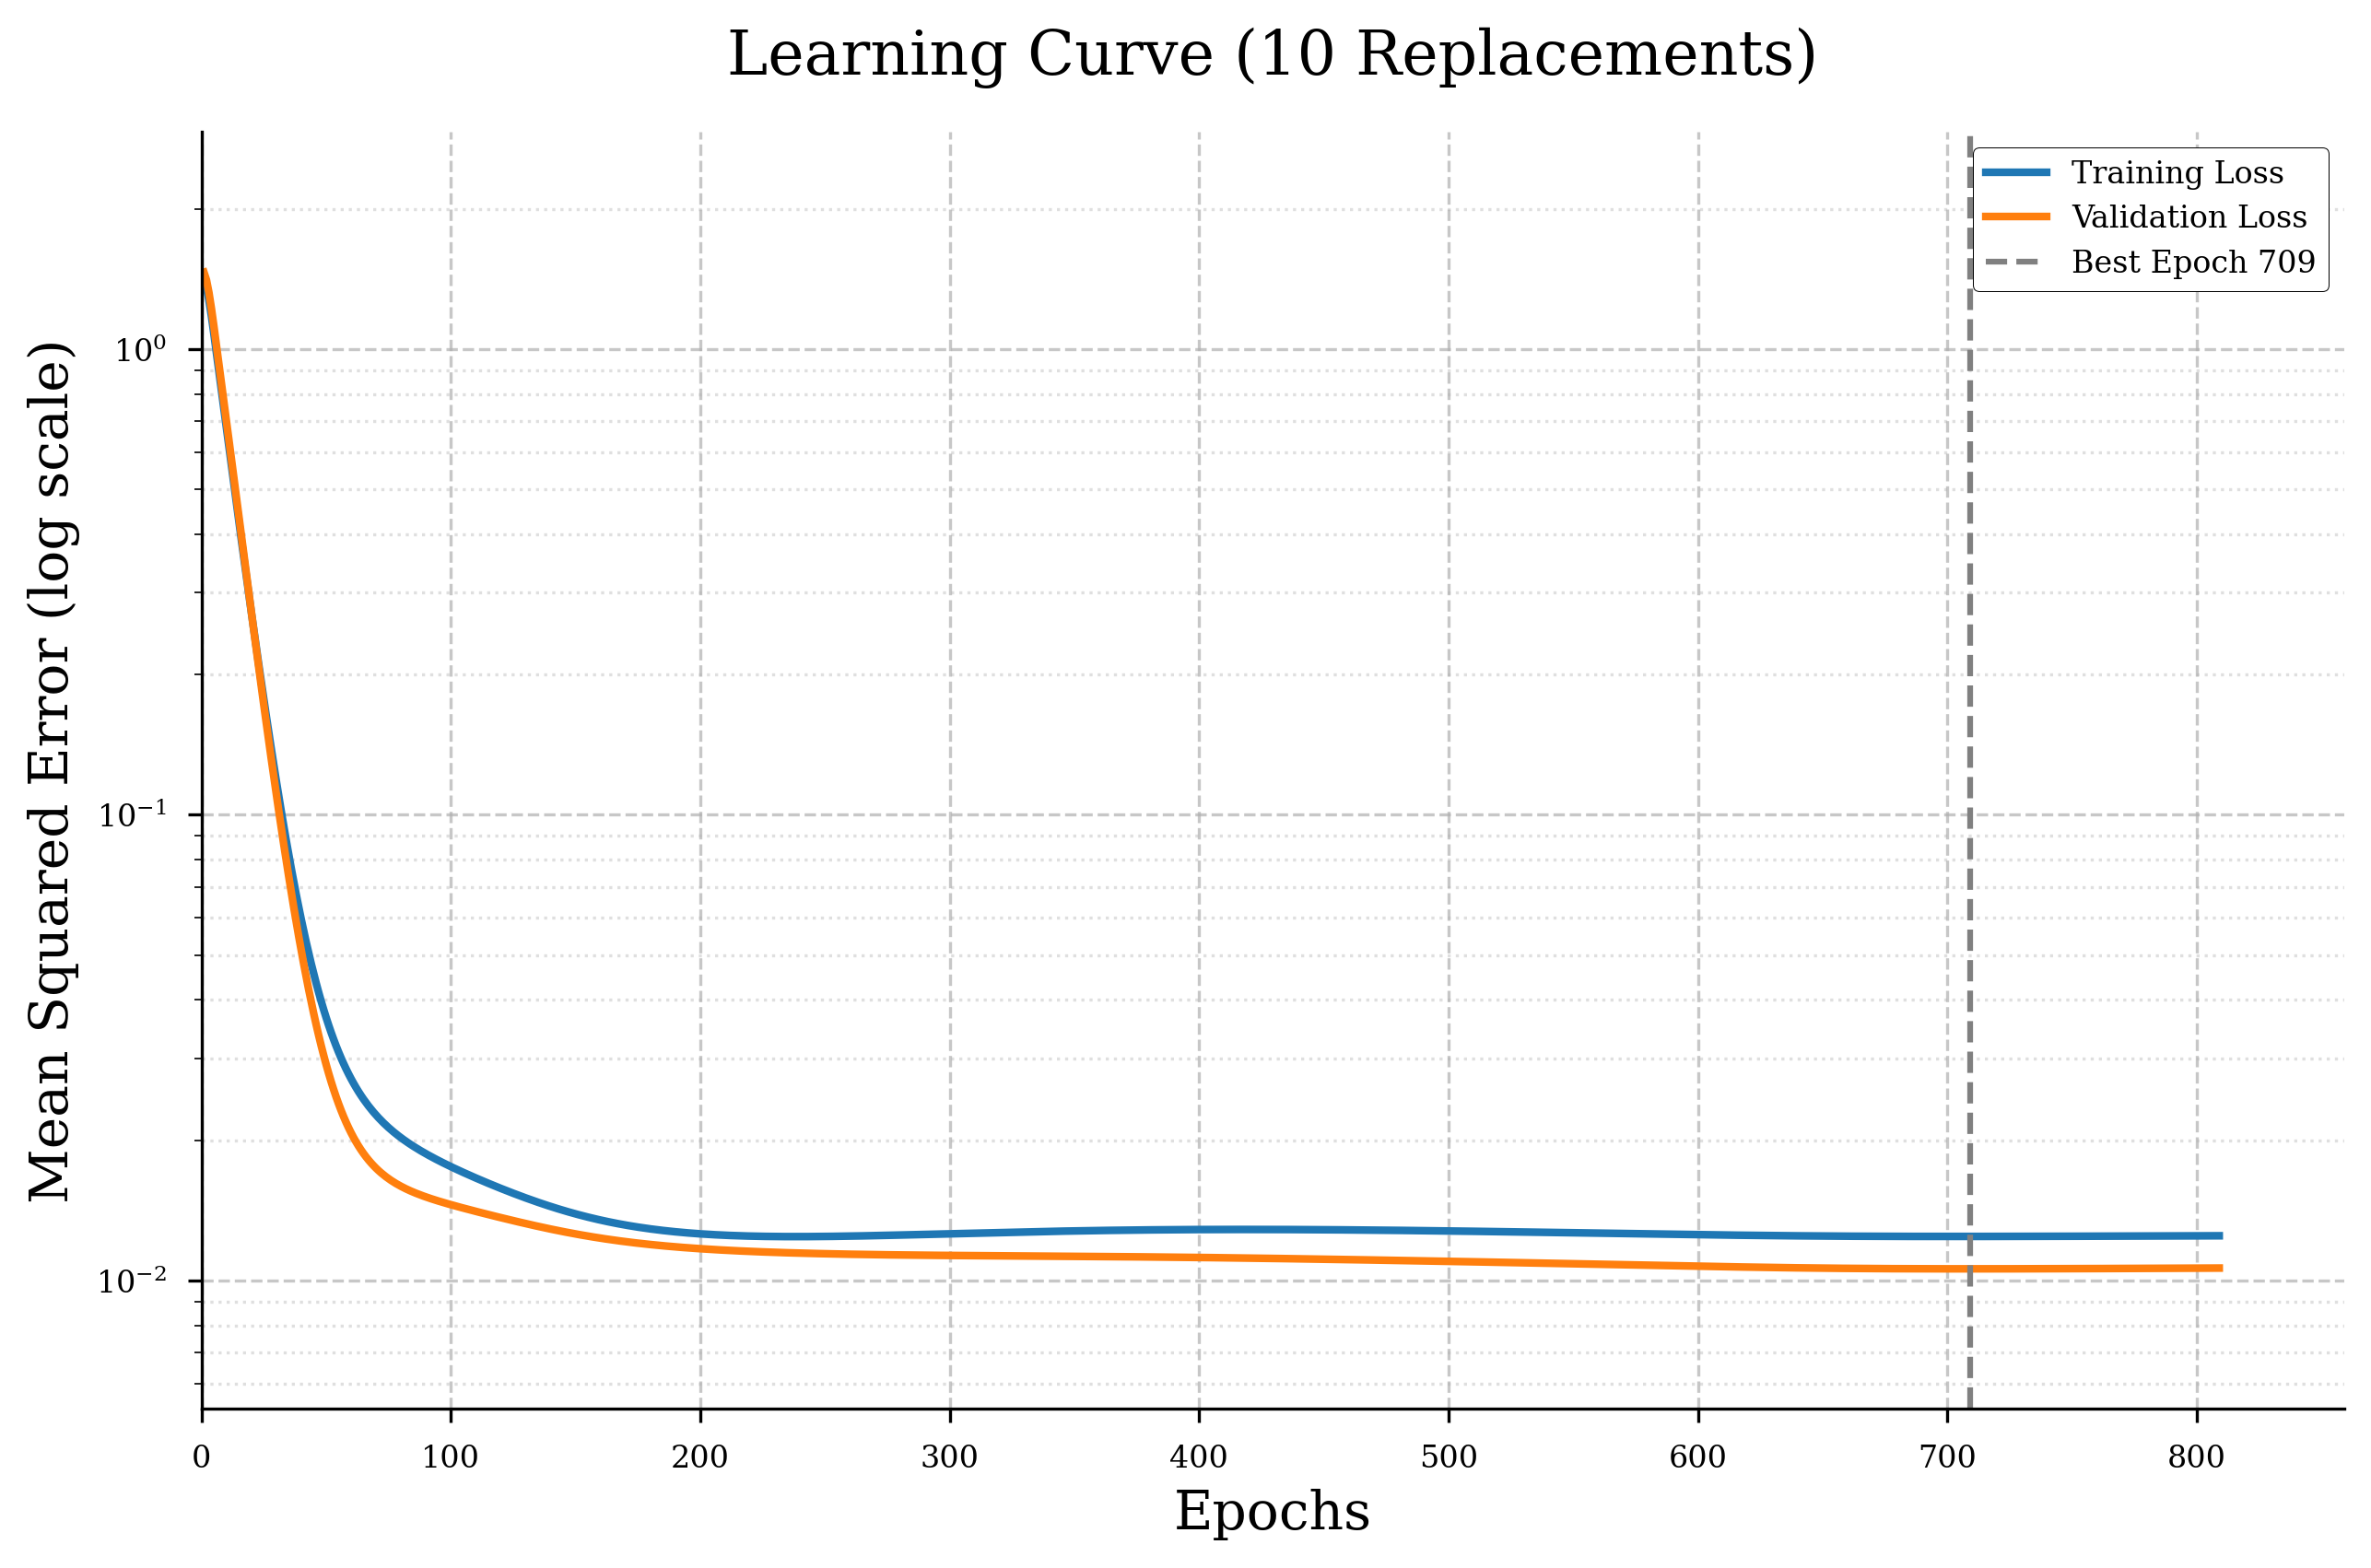 Learning Curve (10 Replacements)
Training Loss
Validation Loss
Best Epoch 709
Mean Squared Error (log scale)
10⁰
10⁻¹
10⁻²
0 100 200 300 400 500 600 700 800
Epochs